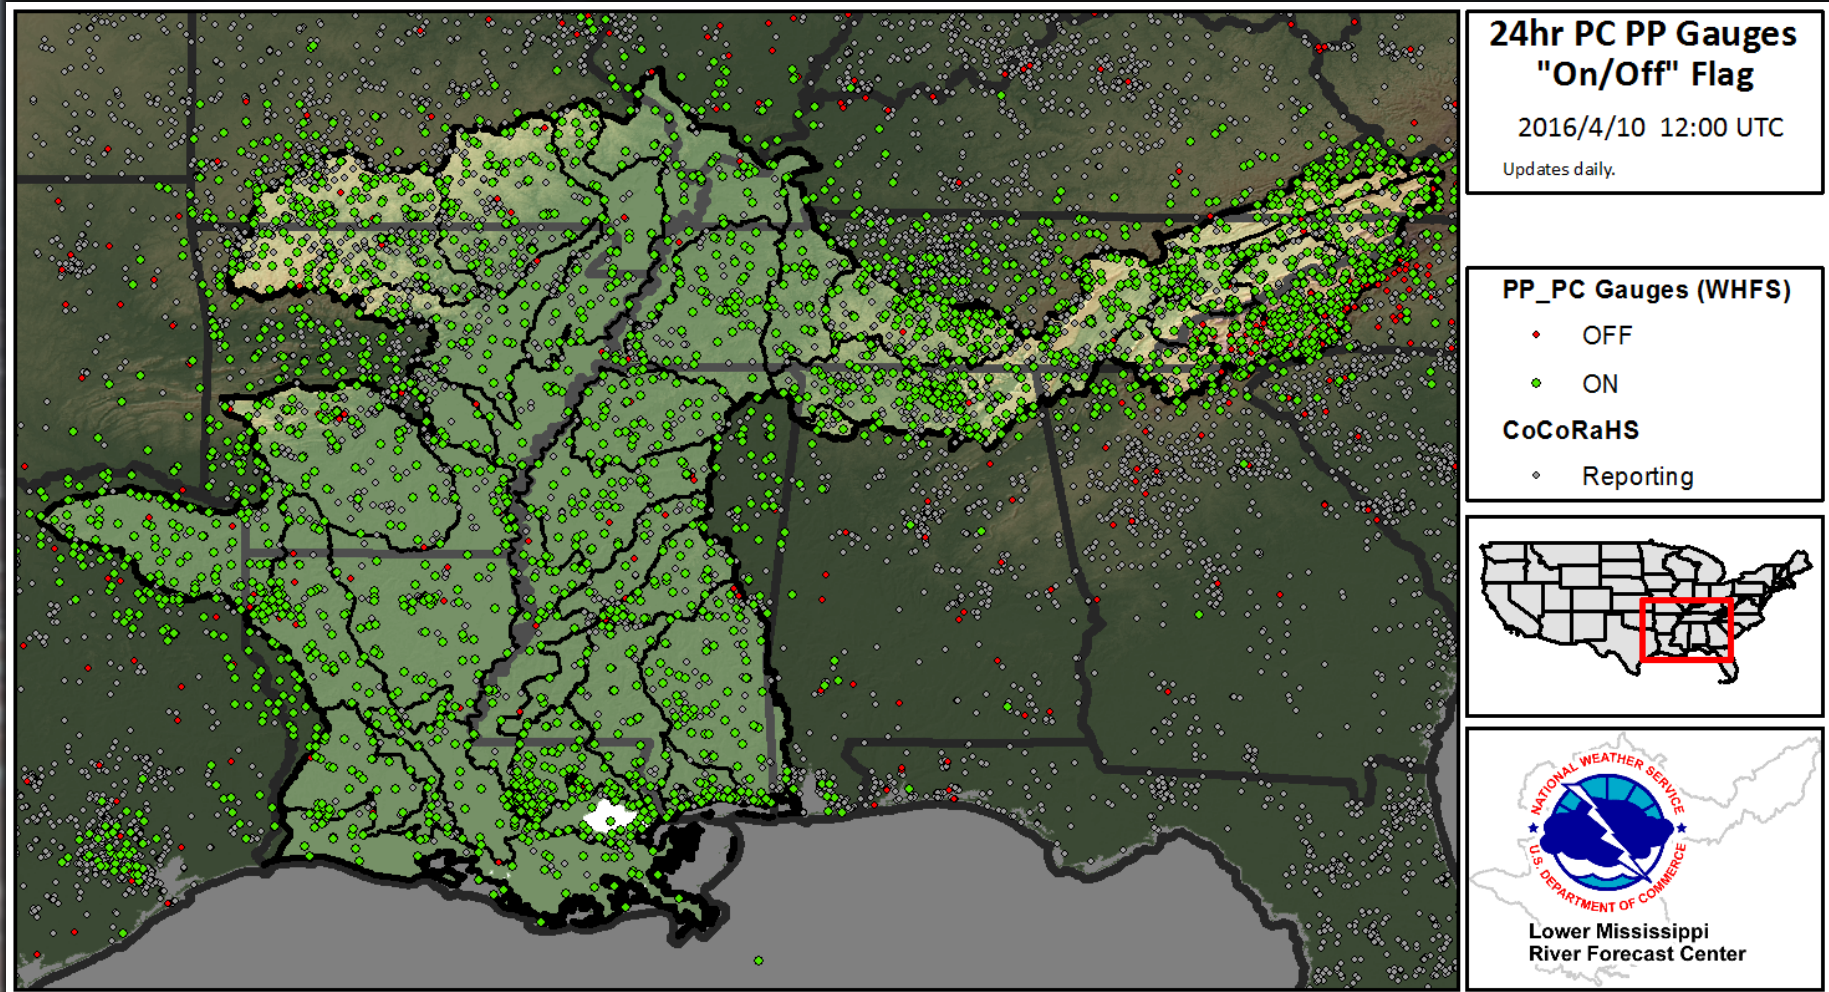 24hr PC PP Gauges
"On/Off" Flag
2016/4/10 12:00 UTC
Updates daily.
PP_PC Gauges (WHFS)
OFF
ON
CoCoRaHS
Reporting
NATIONAL WEATHER SERVICE
U.S. DEPARTMENT OF COMMERCE
Lower Mississippi
River Forecast Center